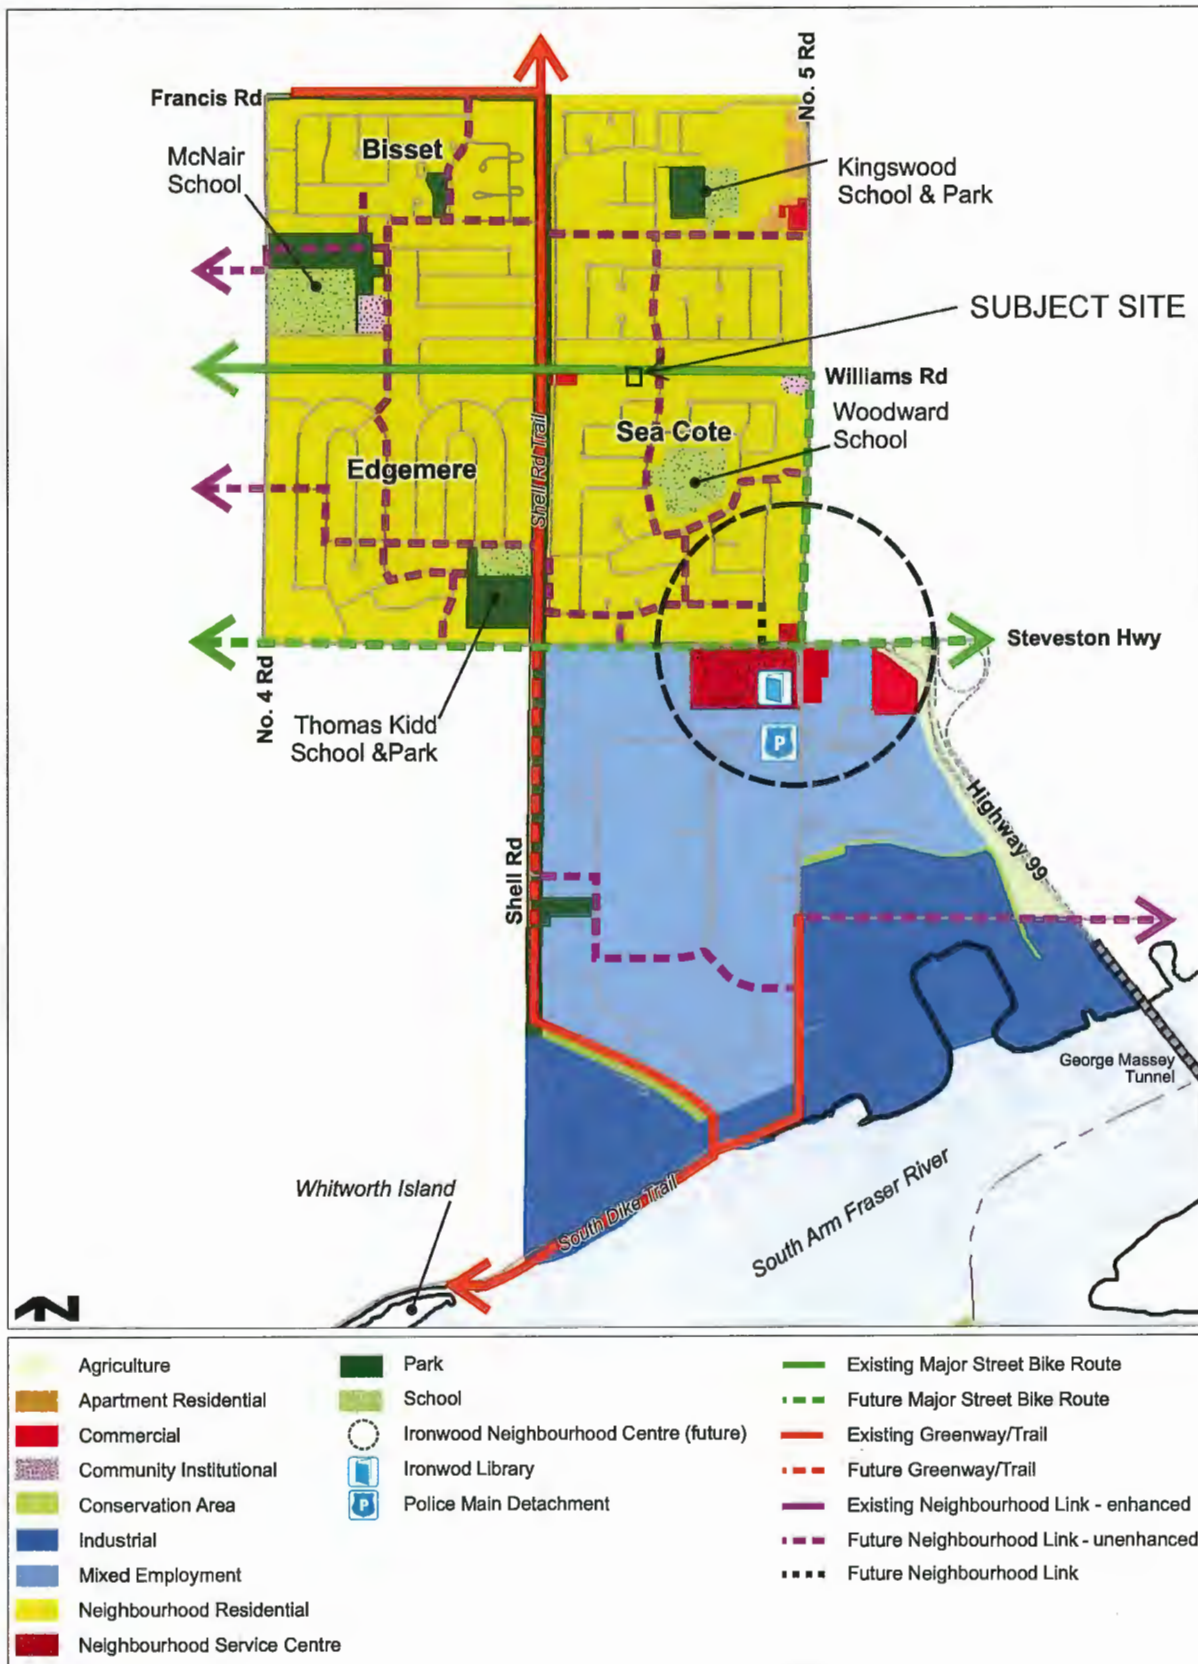 No. 5 Rd
Francis Rd
Bisset
McNair
School
Kingswood
School & Park
SUBJECT SITE
Williams Rd
Woodward
School
Sea Cote
Shell Rd Trail
Edgemere
Steveston Hwy
No. 4 Rd
Thomas Kidd
School &Park
P
Highway 99
Shell Rd
George Massey
Tunnel
Whitworth Island
South Dike Trail
South Arm Fraser River
N
Agriculture
Apartment Residential
Commercial
Community Institutional
Conservation Area
Industrial
Mixed Employment
Neighbourhood Residential
Neighbourhood Service Centre
Park
School
Ironwood Neighbourhood Centre (future)
Ironwod Library
P
Police Main Detachment
Existing Major Street Bike Route
Future Major Street Bike Route
Existing Greenway/Trail
Future Greenway/Trail
Existing Neighbourhood Link - enhanced
Future Neighbourhood Link - unenhanced
Future Neighbourhood Link